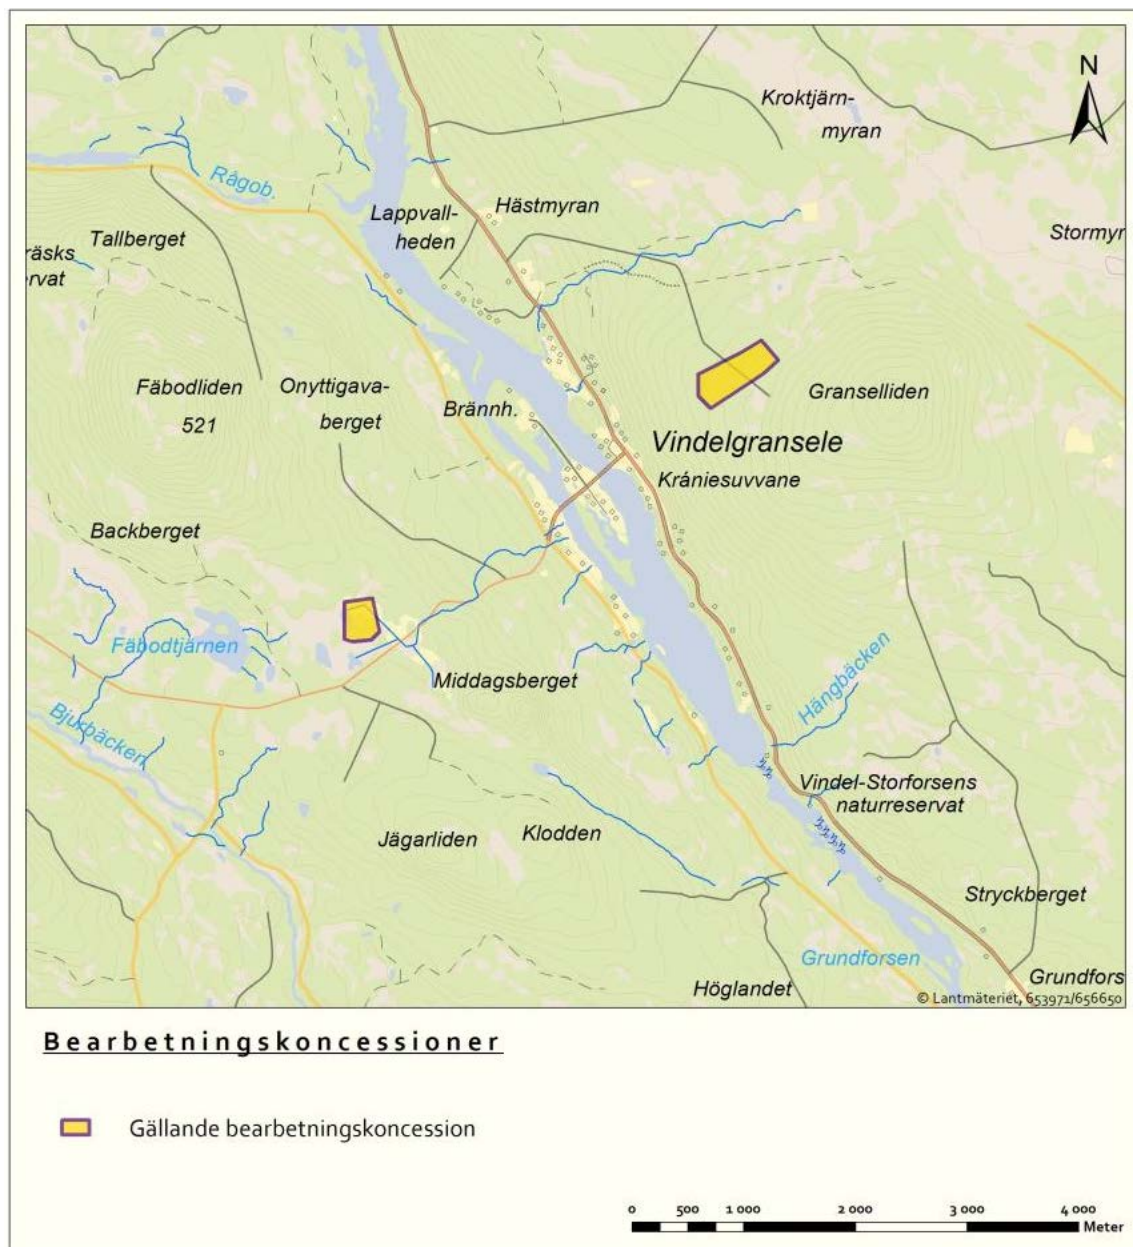 N
Kroktjärn-
myran
Rågob.
Lappvall-
heden
Hästmyran
Tallberget
räsks
rvat
Stormyr
Fäbodliden
521
Onyttigava-
berget
Brännh.
Granselliden
Vindelgransele
Krániesuvvane
Backberget
Fäbodtjärnen
Middagsberget
Hängbäcken
Bjurbäcken
Vindel-Storforsens
naturreservat
Jägarliden
Klodden
Stryckberget
Grundforsen
Höglandet
Grundfors
© Lantmäteriet, 653971/656650
Bearbetningskoncessioner
Gällande bearbetningskoncession
0 500 1 000 2 000 3 000 4 000
Meter